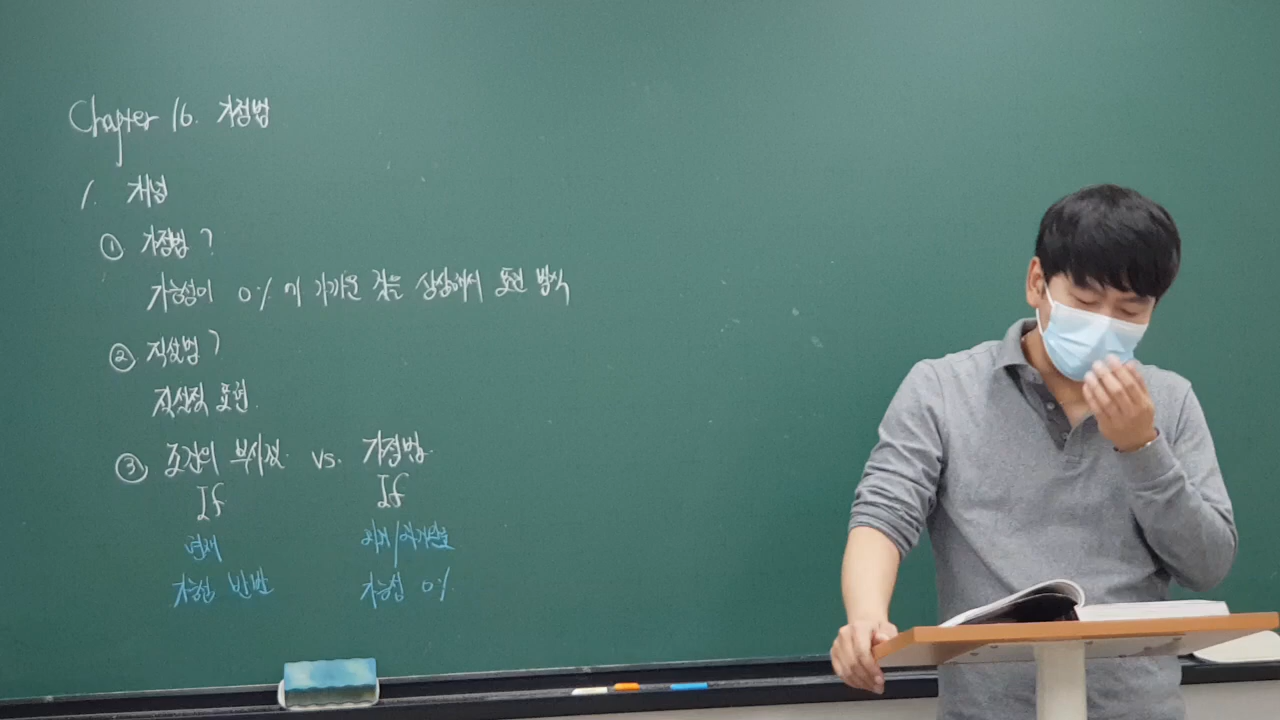 Chapter 16. 가정법
1. 개념
① 가정법?
가능성이 0%에 가까운 것을 상상해서 표현 방식
② 직설법?
직설적 표현.
③ 조건의 부사절 vs. 가정법
If If
현재 과거/과거완료
가능성 반반 가능성 0%